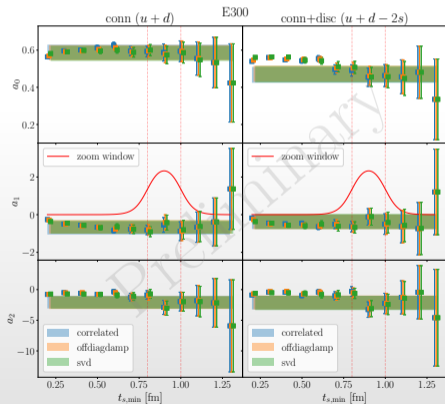 E300
conn (u + d)
conn+disc (u + d − 2s)
a₀
0.6
0.4
0.2
zoom window
zoom window
a₁
2
0
−2
Preliminary
a₂
0
−5
−10
correlated
offdiagdamp
svd
correlated
offdiagdamp
svd
0.25 0.50 0.75 1.00 1.25
0.25 0.50 0.75 1.00 1.25
tₛ,min [fm]
tₛ,min [fm]